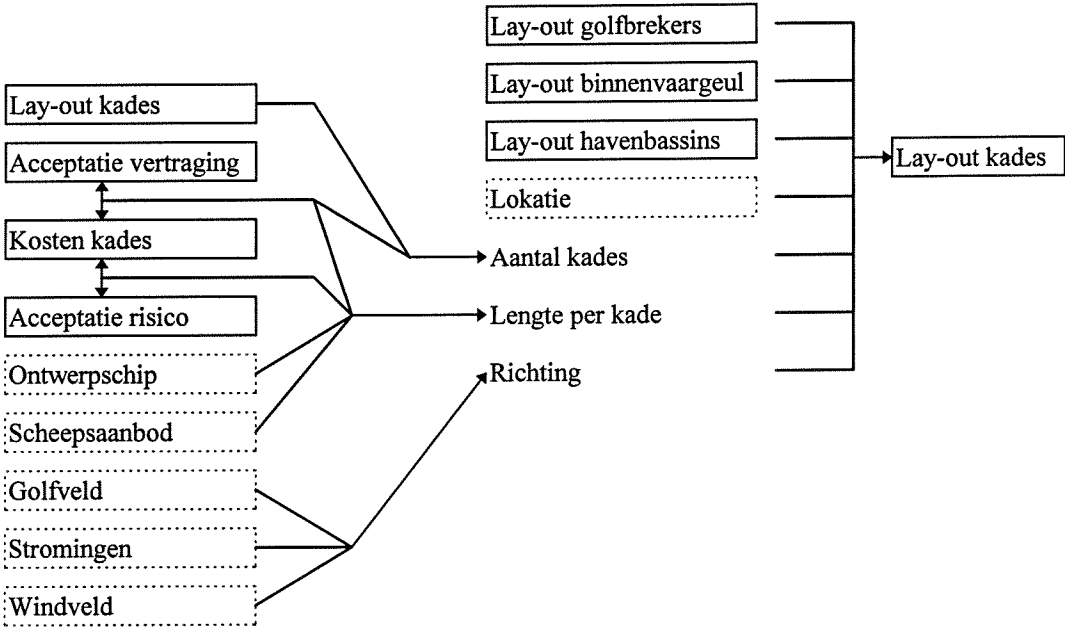 Lay-out kades
Acceptatie vertraging
Kosten kades
Acceptatie risico
Ontwerpschip
Scheepsaanbod
Golfveld
Stromingen
Windveld
Lay-out golfbrekers
Lay-out binnenvaargeul
Lay-out havenbassins
Lokatie
Aantal kades
Lengte per kade
Richting
Lay-out kades